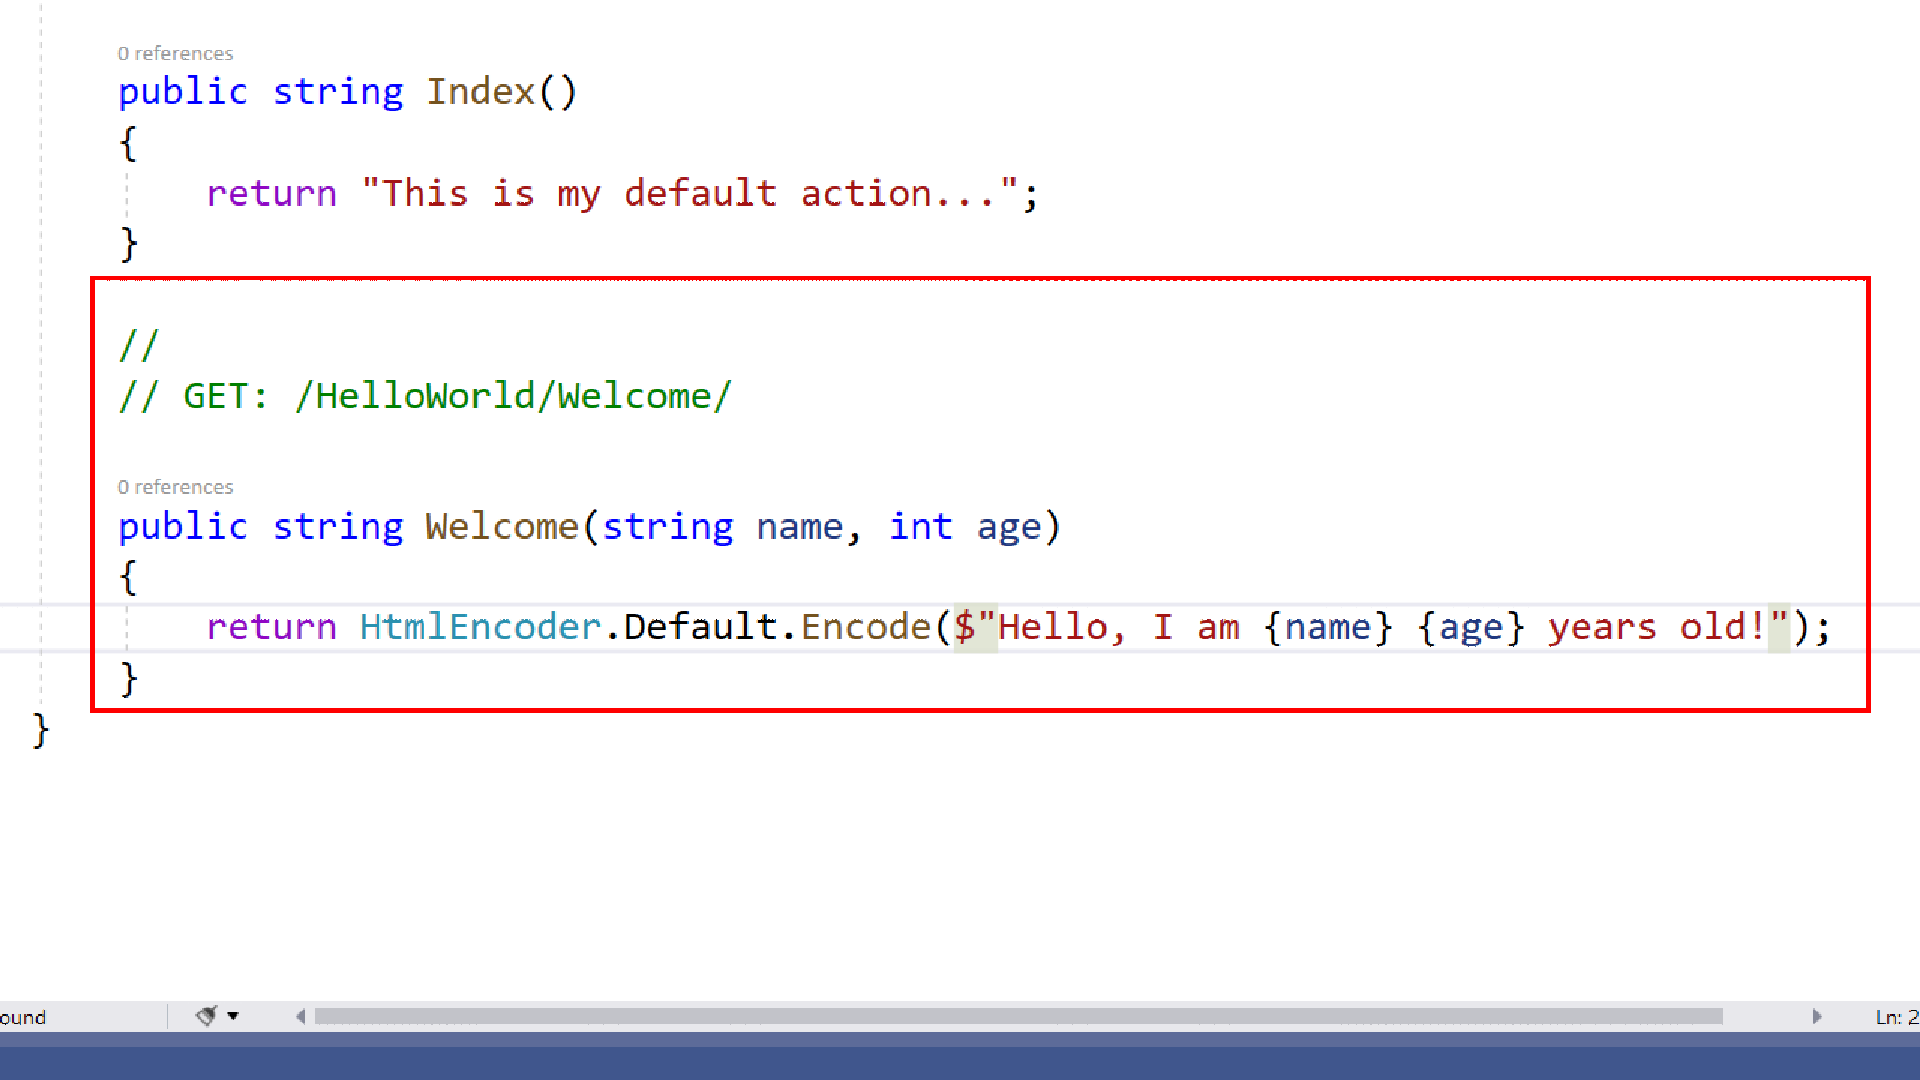 0 references
public string Index()
{
return "This is my default action...";
}
//
// GET: /HelloWorld/Welcome/
0 references
public string Welcome(string name, int age)
{
return HtmlEncoder.Default.Encode($"Hello, I am {name} {age} years old!");
}
}
ound
Ln: 2